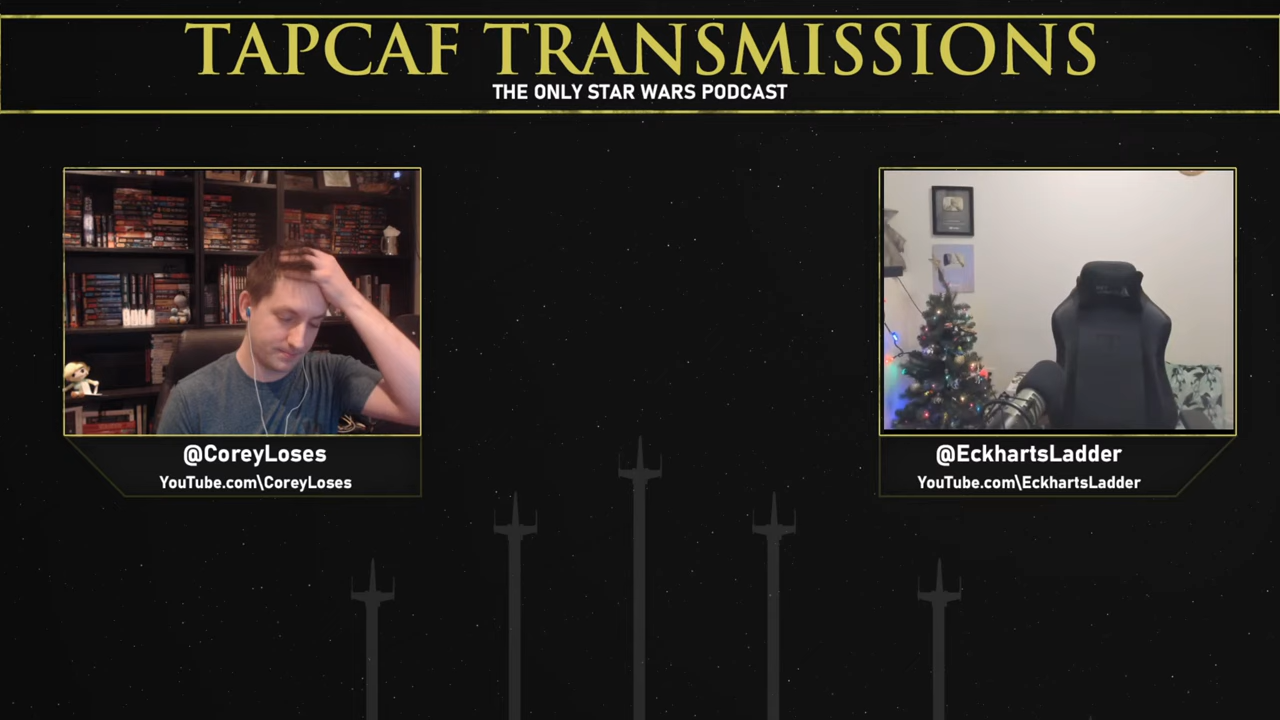 TAPCAF TRANSMISSIONS
THE ONLY STAR WARS PODCAST
@CoreyLoses
YouTube.com\CoreyLoses
@EckhartsLadder
YouTube.com\EckhartsLadder